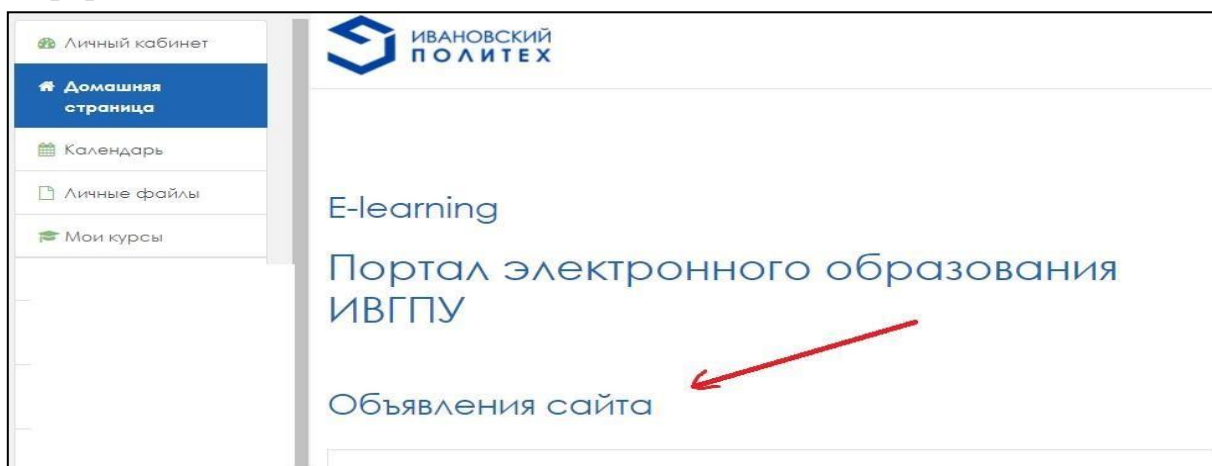 Личный кабинет
Домашняя
страница
Календарь
Личные файлы
Мои курсы
ИВАНОВСКИЙ
ПОЛИТЕХ
E-learning
Портал электронного образования
ИВГПУ
Объявления сайта